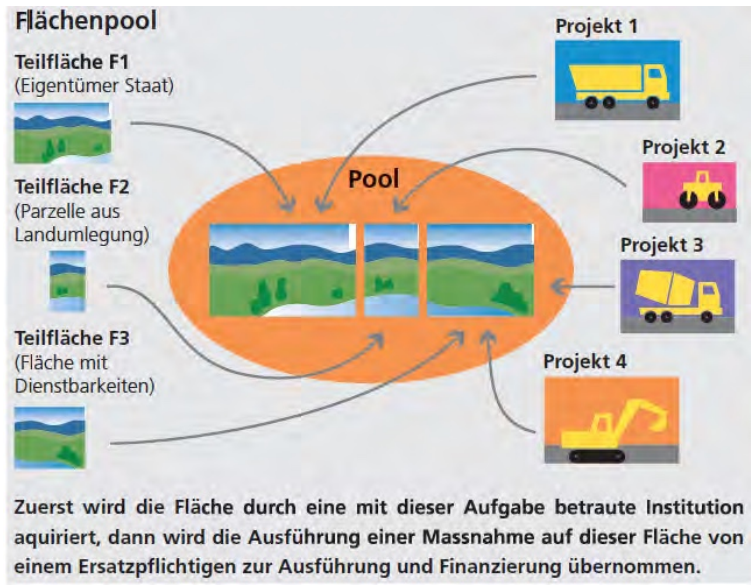 Flächenpool
Teilfläche F1
(Eigentümer Staat)
Teilfläche F2
(Parzelle aus
Landumlegung)
Teilfläche F3
(Fläche mit
Dienstbarkeiten)
Pool
Projekt 1
Projekt 2
Projekt 3
Projekt 4
Zuerst wird die Fläche durch eine mit dieser Aufgabe betraute Institution
aquiriert, dann wird die Ausführung einer Massnahme auf dieser Fläche von
einem Ersatzpflichtigen zur Ausführung und Finanzierung übernommen.